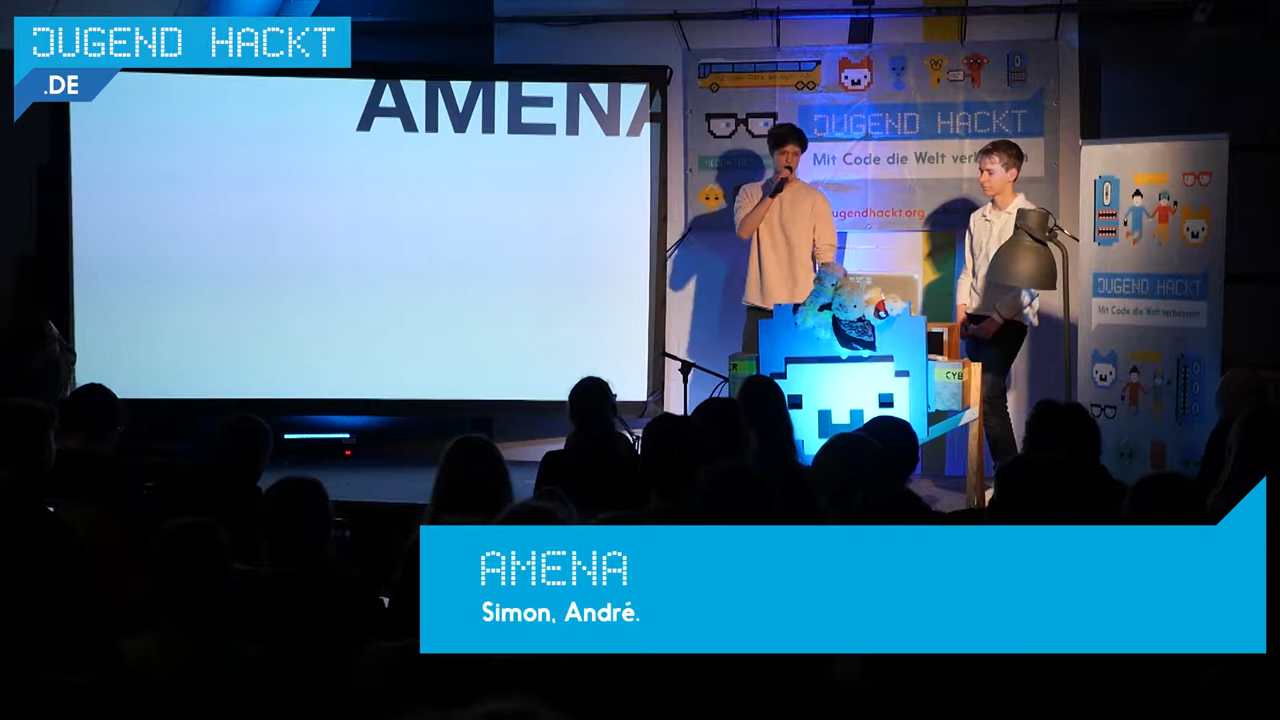 JUGEND HACKT
.DE
AMENA
JUGEND HACKT
Mit Code die Welt
jugendhackt.org
JUGEND HACKT
Mit Code die Welt verbessern
CYB
AMENA
Simon, André.